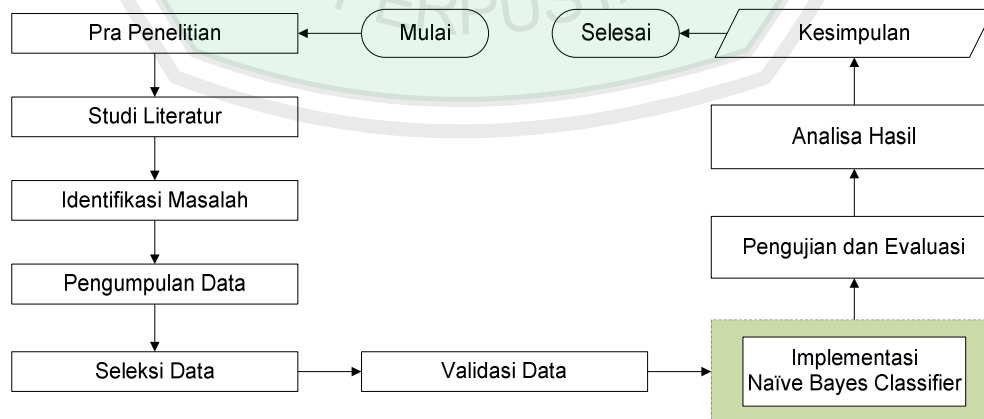 PERPUSTA
Pra Penelitian
Mulai
Selesai
Kesimpulan
Studi Literatur
Analisa Hasil
Identifikasi Masalah
Pengujian dan Evaluasi
Pengumpulan Data
Seleksi Data
Validasi Data
Implementasi
Naïve Bayes Classifier